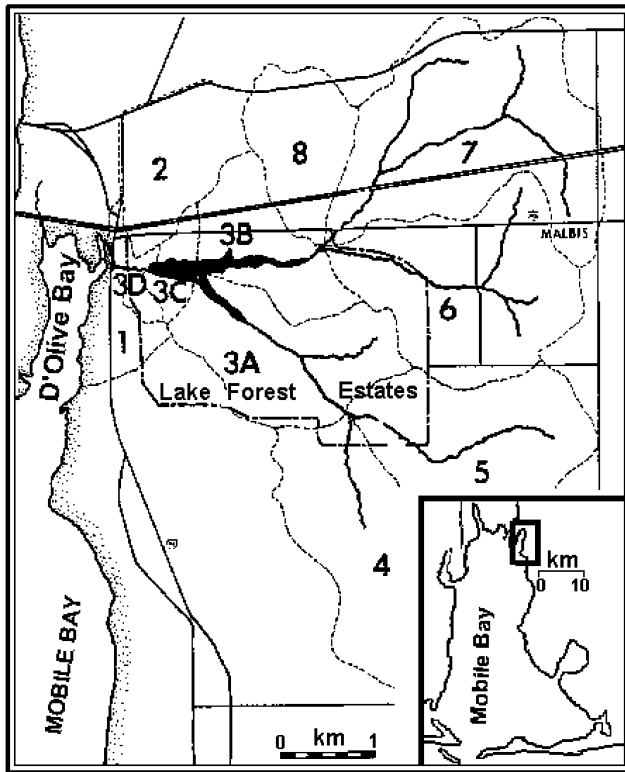 2
8
7
MALBIS
3B
3D
3C
6
D'Olive Bay
1
3A
Lake Forest Estates
5
4
MOBILE BAY
km
0 10
Mobile Bay
0 km 1